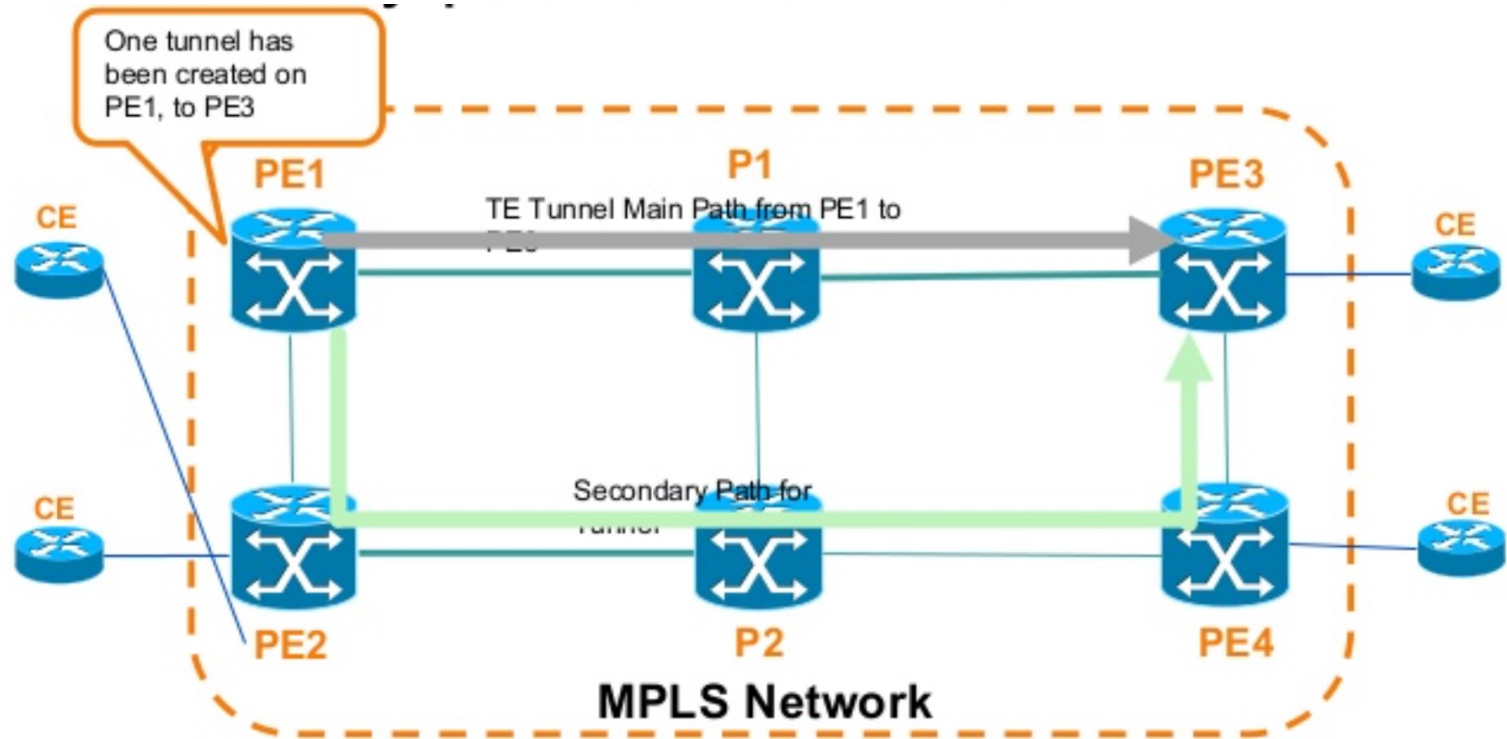 One tunnel has
been created on
PE1, to PE3
PE1
P1
PE3
TE Tunnel Main Path from PE1 to
CE
CE
Secondary Path for
CE
CE
PE2
P2
PE4
MPLS Network